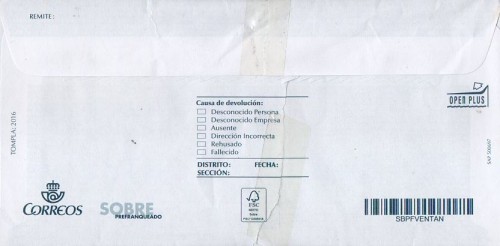 REMITE:
OPEN PLUS
TOMPLA: 2016
Causa de devolución:
Desconocido Persona
Desconocido Empresa
Ausente
Dirección Incorrecta
Rehusado
Fallecido
DISTRITO: FECHA:
SECCIÓN:
CORREOS
SOBRE
PREFRANQUEADO
FSC
SBPFVENTAN